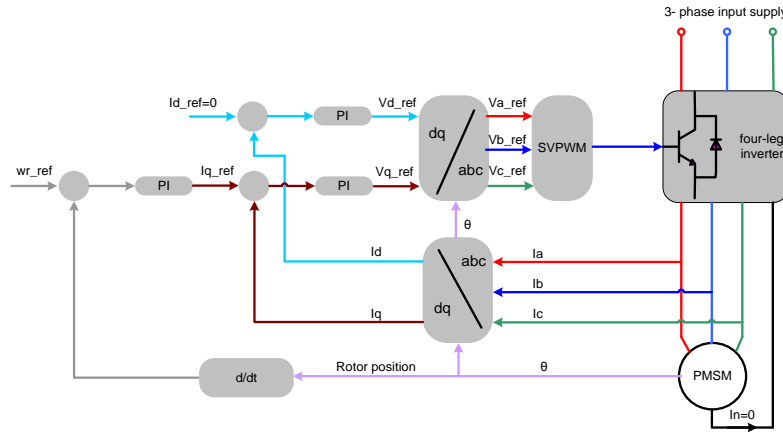 3- phase input supply
Id_ref=0
PI
Vd_ref
Va_ref
dq
Vb_ref
SVPWM
four-leg
inverter
wr_ref
PI
Iq_ref
PI
Vq_ref
abc
Vc_ref
θ
Id
abc
Ia
Ib
dq
Iq
Ic
d/dt
Rotor position
θ
PMSM
In=0